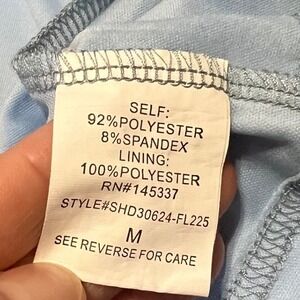 SELF:
92%POLYESTER
8%SPANDEX
LINING:
100%POLYESTER
RN#145337
STYLE#SHD30624-FL225
M
SEE REVERSE FOR CARE